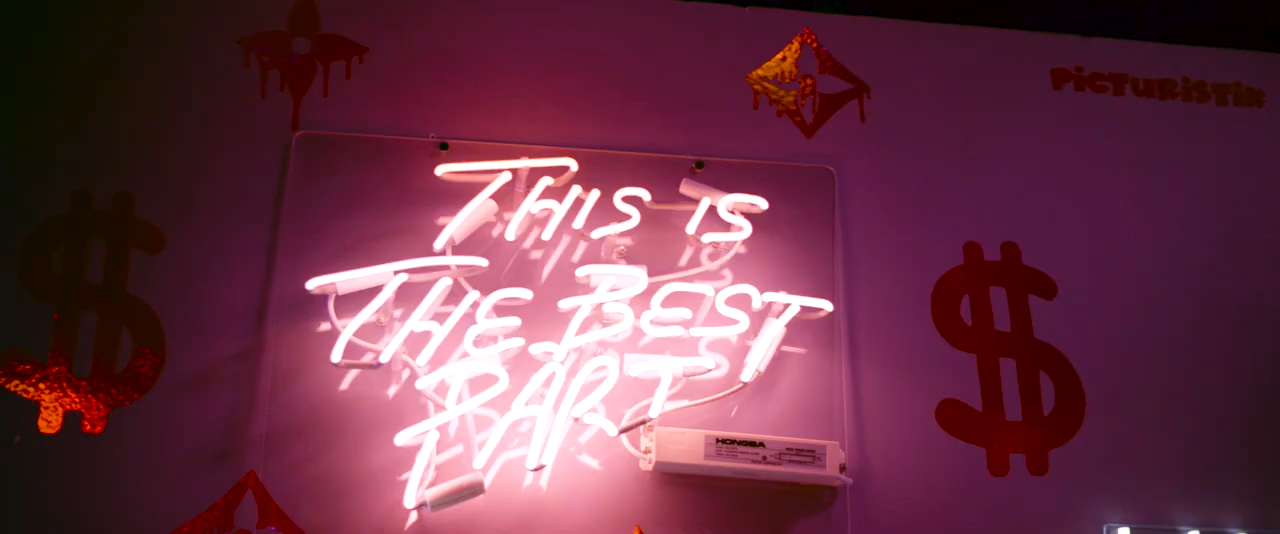 PicTURiSTiK
THIS IS
THE BEST
PART
HONGBA